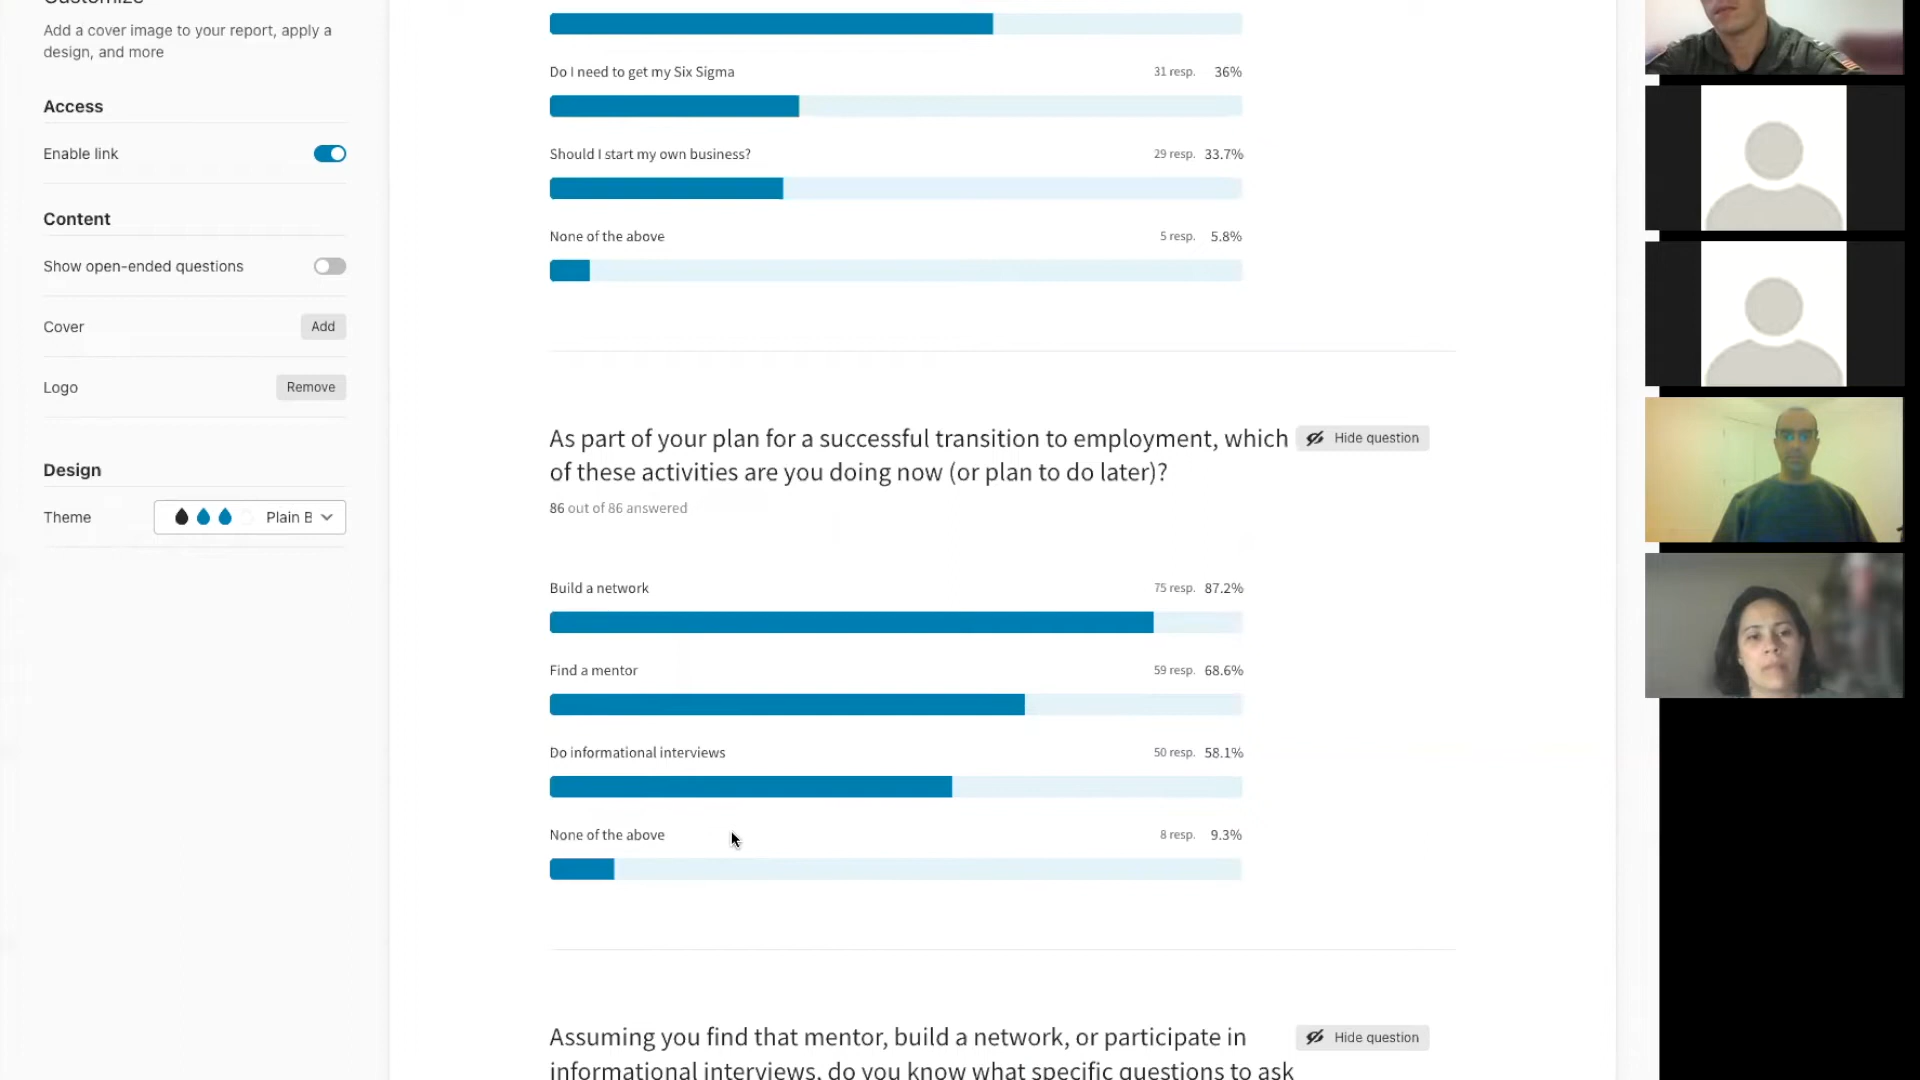 Customize
Add a cover image to your report, apply a
design, and more
Access
Enable link
Content
Show open-ended questions
Cover
Add
Logo
Remove
Design
Theme
Plain B
Do I need to get my Six Sigma
31 resp. 36%
Should I start my own business?
29 resp. 33.7%
None of the above
5 resp. 5.8%
As part of your plan for a successful transition to employment, which
of these activities are you doing now (or plan to do later)?
Hide question
86 out of 86 answered
Build a network
75 resp. 87.2%
Find a mentor
59 resp. 68.6%
Do informational interviews
50 resp. 58.1%
None of the above
8 resp. 9.3%
Assuming you find that mentor, build a network, or participate in
informational interviews, do you know what specific questions to ask
Hide question